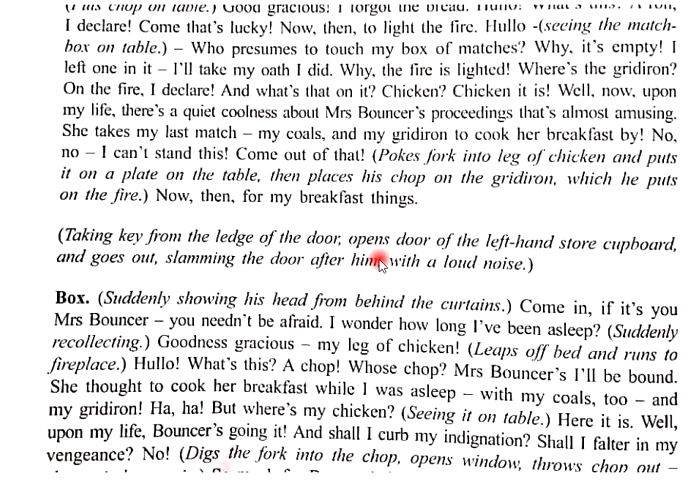 (Puts chop on table.) Good gracious! I forgot the bread. Hullo! What's this? A roll,
I declare! Come that's lucky! Now, then, to light the fire. Hullo -(seeing the match-
box on table.) – Who presumes to touch my box of matches? Why, it's empty! I
left one in it – I'll take my oath I did. Why, the fire is lighted! Where's the gridiron?
On the fire, I declare! And what's that on it? Chicken? Chicken it is! Well, now, upon
my life, there's a quiet coolness about Mrs Bouncer's proceedings that's almost amusing.
She takes my last match – my coals, and my gridiron to cook her breakfast by! No,
no – I can't stand this! Come out of that! (Pokes fork into leg of chicken and puts
it on a plate on the table, then places his chop on the gridiron, which he puts
on the fire.) Now, then, for my breakfast things.
(Taking key from the ledge of the door, opens door of the left-hand store cupboard,
and goes out, slamming the door after him with a loud noise.)
Box. (Suddenly showing his head from behind the curtains.) Come in, if it's you
Mrs Bouncer – you needn't be afraid. I wonder how long I've been asleep? (Suddenly
recollecting.) Goodness gracious – my leg of chicken! (Leaps off bed and runs to
fireplace.) Hullo! What's this? A chop! Whose chop? Mrs Bouncer's I'll be bound.
She thought to cook her breakfast while I was asleep – with my coals, too – and
my gridiron! Ha, ha! But where's my chicken? (Seeing it on table.) Here it is. Well,
upon my life, Bouncer's going it! And shall I curb my indignation? Shall I falter in my
vengeance? No! (Digs the fork into the chop, opens window, throws chop out –